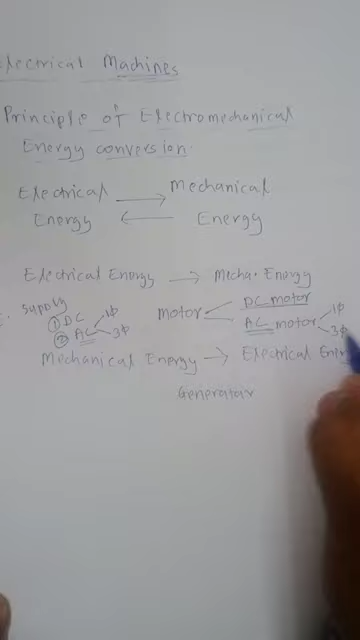 Electrical Machines
Principle of Electromechanical
Energy conversion.
Electrical Energy → ← Mechanical Energy
Electrical Energy → Mecha. Energy
Supply
① DC
② AC 1ϕ 3ϕ
Motor DC motor AC motor 1ϕ 3ϕ
Mechanical Energy → Electrical Ener
Generator